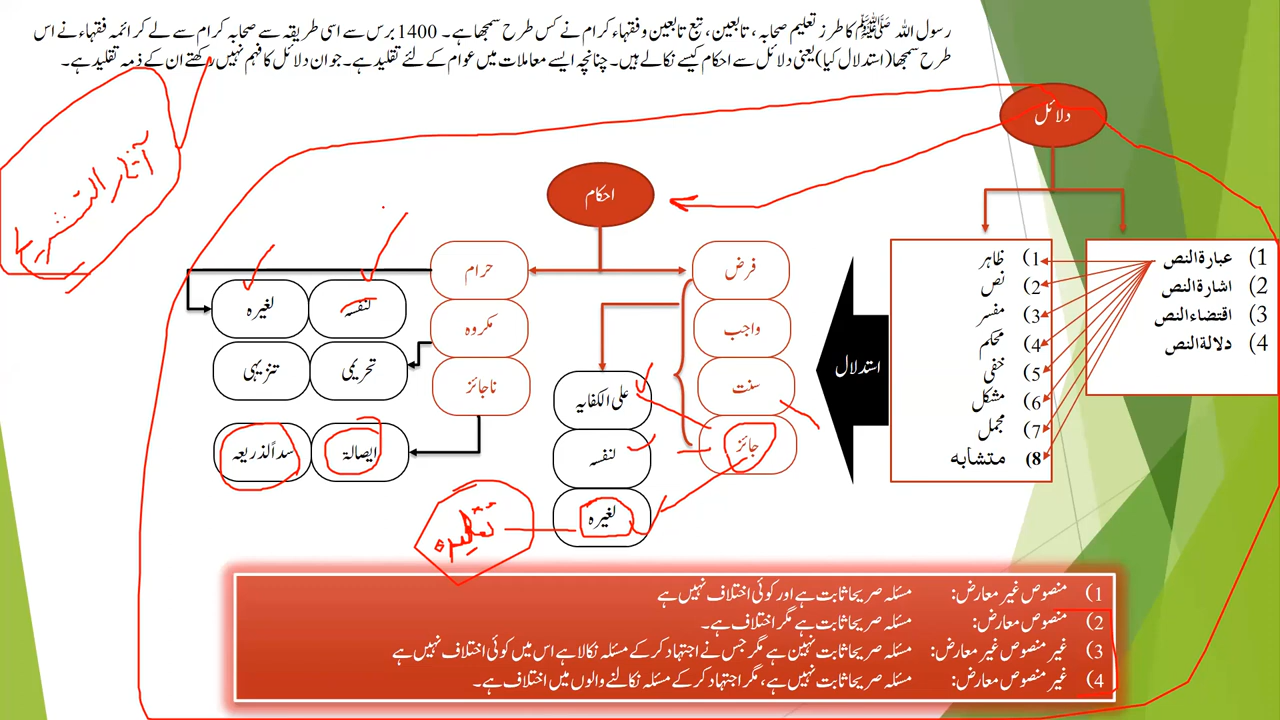 رسول اللہ ﷺ کا طرز تعلیم صحابہ، تابعین، تبع تابعین و فقہاء کرام نے کس طرح سمجھا ہے۔ 1400 برس سے اسی طریقہ سے صحابہ کرام سے لے کر ائمہ فقہاء نے اس
طرح سمجھا (استدلال کیا) یعنی دلائل سے احکام کیسے نکالے ہیں۔ چنانچہ ایسے معاملات میں عوام کے لئے تقلید ہے۔ جو ان دلائل کا فہم نہیں رکھتے ان کے ذمہ تقلید ہے۔
دلائل
1) عبارة النص
2) اشارة النص
3) اقتضاء النص
4) دلالة النص
1) ظاہر
2) نص
3) مفسر
4) محکم
5) خفی
6) مشکل
7) مجمل
8) متشابہ
استدلال
احکام
فرض
واجب
سنت
جائز
علی الکفایہ
لنفسہ
لغیرہ
حرام
مکروہ
ناجائز
لنفسہ
لغیرہ
تحریمی
تنزیہی
ایصالۃ
سداً لذریعہ
1) منصوص غیر معارض: مسئلہ صریحا ثابت ہے اور کوئی اختلاف نہیں ہے
2) منصوص معارض: مسئلہ صریحا ثابت ہے مگر اختلاف ہے۔
3) غیر منصوص غیر معارض: مسئلہ صریحا ثابت نہین ہے مگر جس نے اجتہاد کر کے مسئلہ نکالا ہے اس میں کوئی اختلاف نہیں ہے
4) غیر منصوص معارض: مسئلہ صریحا ثابت نہیں ہے، مگر اجتہاد کر کے مسئلہ نکالنے والوں میں اختلاف ہے۔